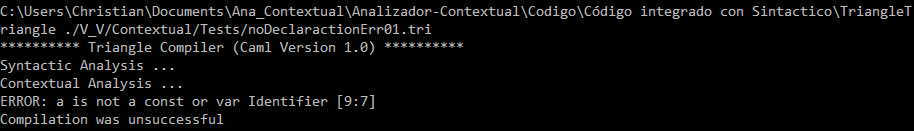 C:\Users\Christian\Documents\Ana_Contextual\Analizador-Contextual\Codigo\Código integrado con Sintactico\TriangleT
riangle ./V_V/Contextual/Tests/noDeclaractionErr01.tri
********** Triangle Compiler (Caml Version 1.0) **********
Syntactic Analysis ...
Contextual Analysis ...
ERROR: a is not a const or var Identifier [9:7]
Compilation was unsuccessful